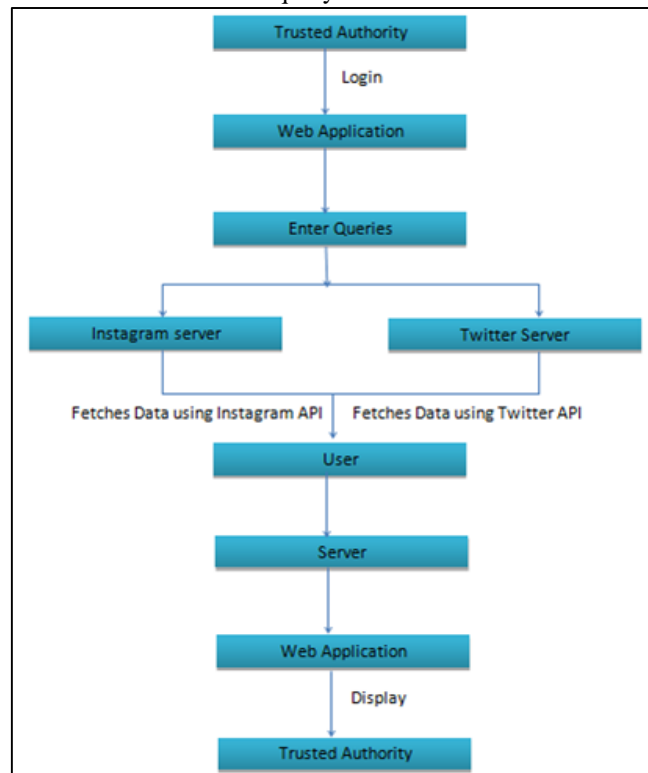 Trusted Authority
Login
Web Application
Enter Queries
Instagram server
Twitter Server
Fetches Data using Instagram API
Fetches Data using Twitter API
User
Server
Web Application
Display
Trusted Authority